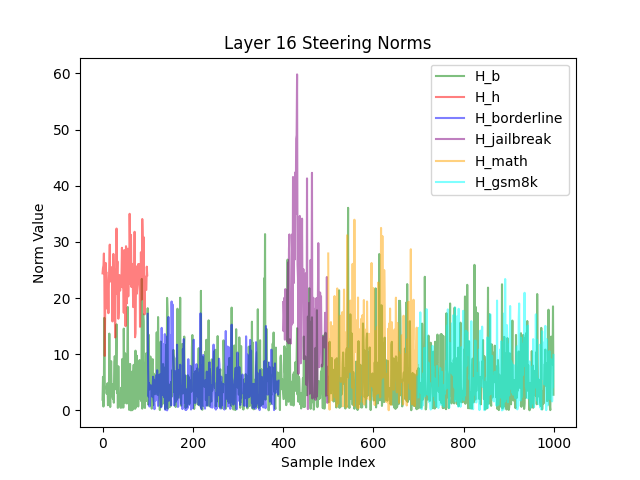 Layer 16 Steering Norms
H_b
H_h
H_borderline
H_jailbreak
H_math
H_gsm8k
Norm Value
60
50
40
30
20
10
0
0 200 400 600 800 1000
Sample Index